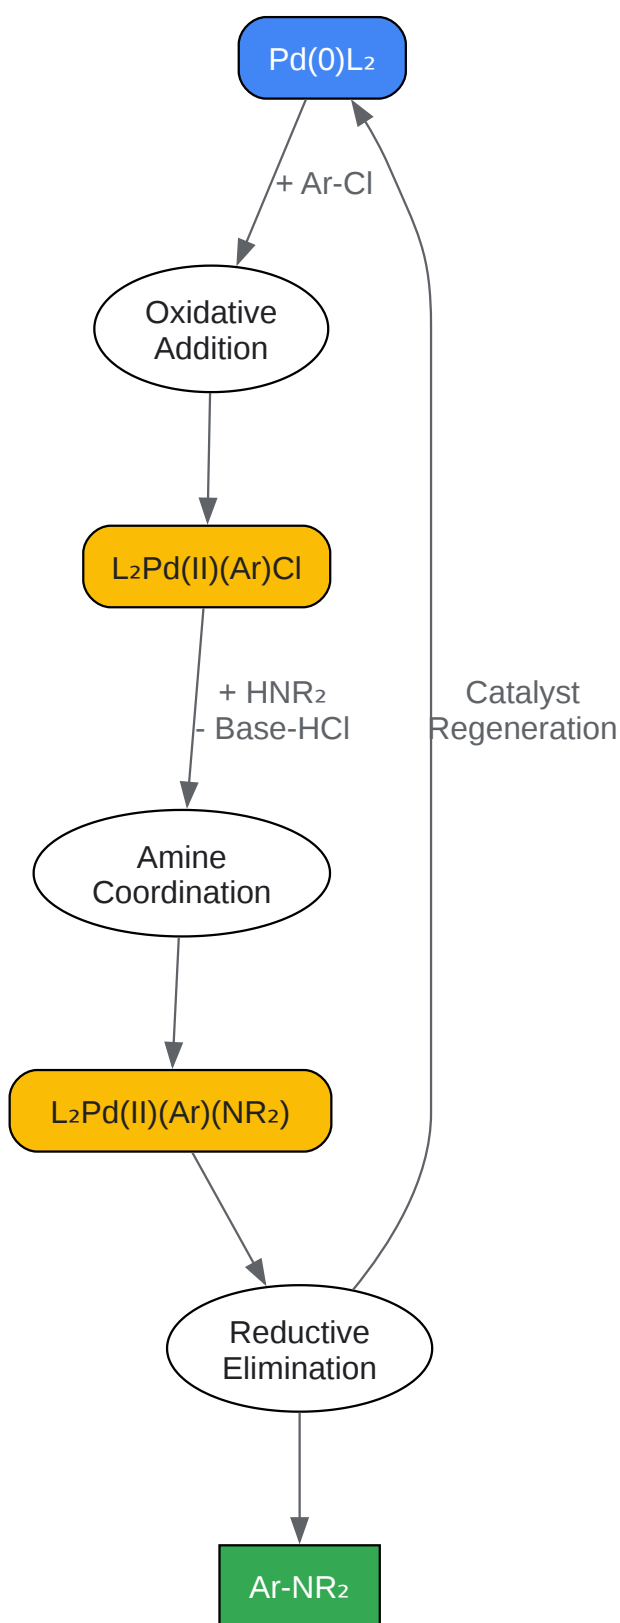 Pd(0)L₂
+ Ar-Cl
Oxidative
Addition
L₂Pd(II)(Ar)Cl
+ HNR₂
- Base-HCl
Catalyst
Regeneration
Amine
Coordination
L₂Pd(II)(Ar)(NR₂)
Reductive
Elimination
Ar-NR₂